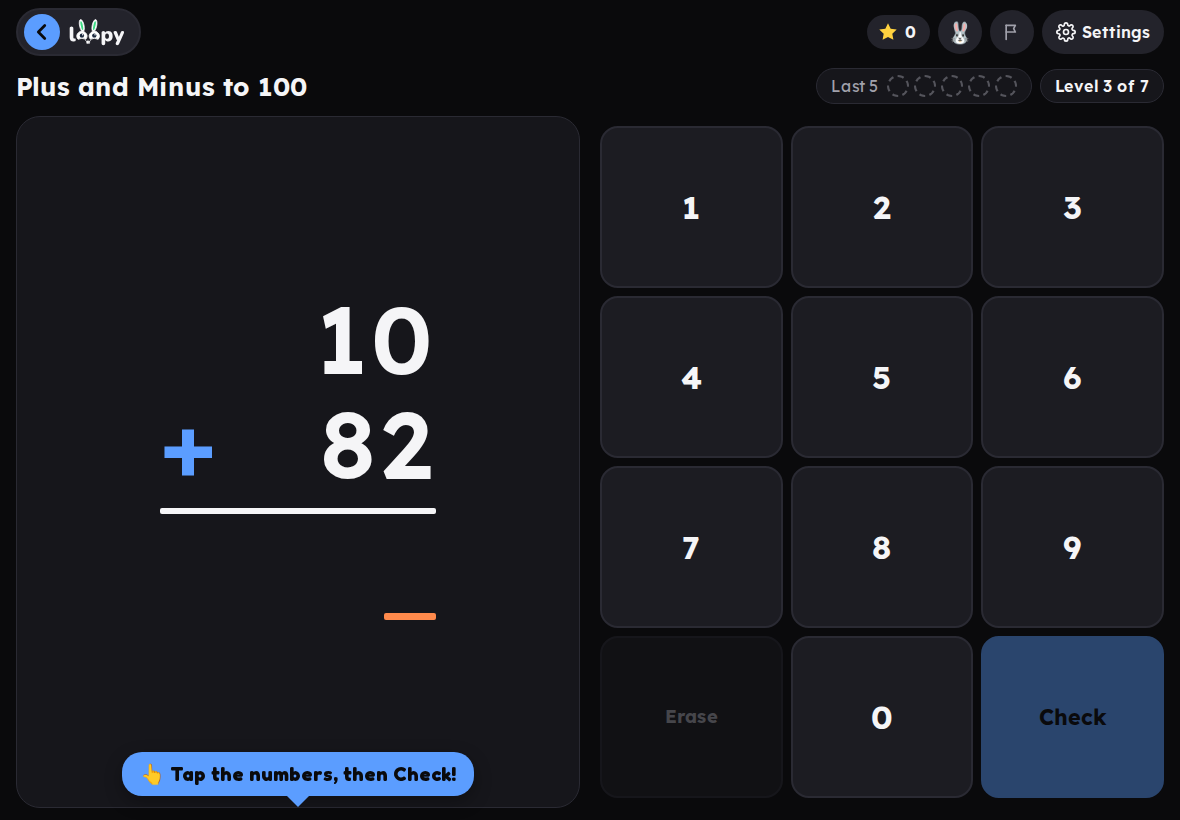 loopy
0
Settings
Plus and Minus to 100
Last 5
Level 3 of 7
10
+ 82
👆 Tap the numbers, then Check!
1 2 3
4 5 6
7 8 9
Erase 0 Check